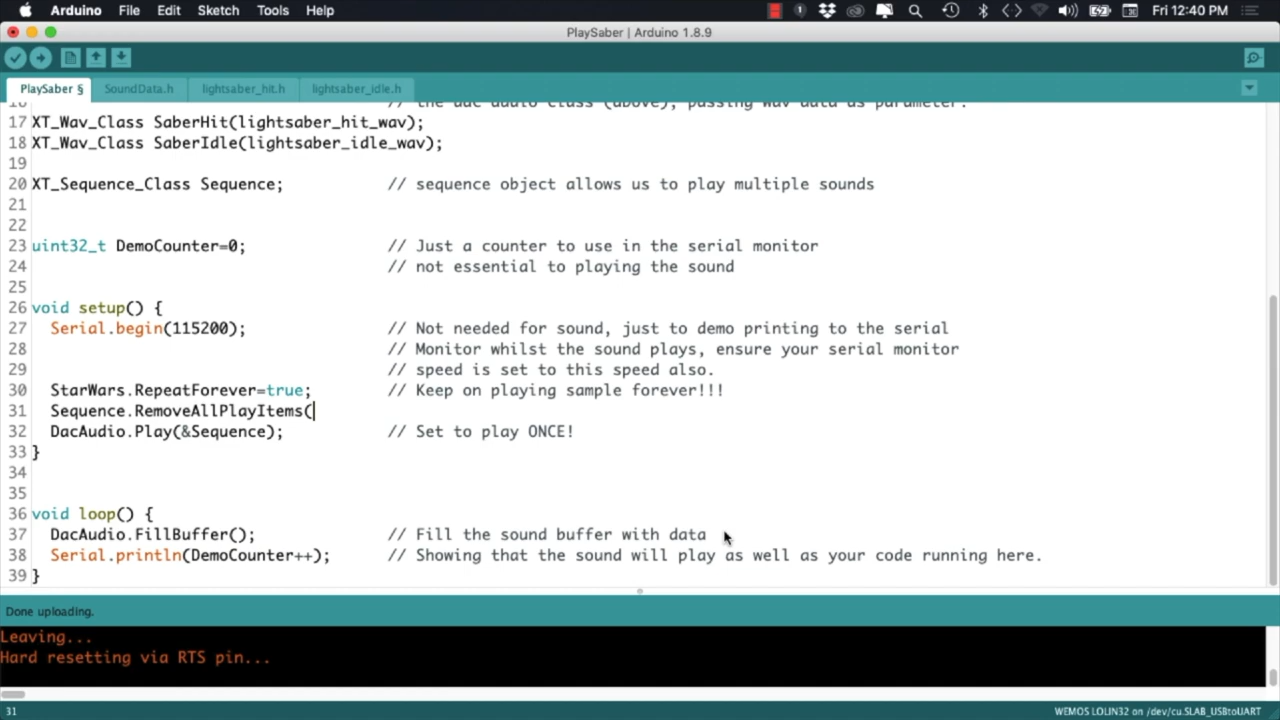 Arduino File Edit Sketch Tools Help Fri 12:40 PM
PlaySaber | Arduino 1.8.9
PlaySaber § SoundData.h lightsaber_hit.h lightsaber_idle.h
16 // the dac audio class (above), passing wav data as parameter.
17 XT_Wav_Class SaberHit(lightsaber_hit_wav);
18 XT_Wav_Class SaberIdle(lightsaber_idle_wav);
19
20 XT_Sequence_Class Sequence; // sequence object allows us to play multiple sounds
21
22
23 uint32_t DemoCounter=0; // Just a counter to use in the serial monitor
24 // not essential to playing the sound
25
26 void setup() {
27 Serial.begin(115200); // Not needed for sound, just to demo printing to the serial
28 // Monitor whilst the sound plays, ensure your serial monitor
29 // speed is set to this speed also.
30 StarWars.RepeatForever=true; // Keep on playing sample forever!!!
31 Sequence.RemoveAllPlayItems(
32 DacAudio.Play(&Sequence); // Set to play ONCE!
33 }
34
35
36 void loop() {
37 DacAudio.FillBuffer(); // Fill the sound buffer with data
38 Serial.println(DemoCounter++); // Showing that the sound will play as well as your code running here.
39 }
Done uploading.
Leaving...
Hard resetting via RTS pin...
31 WEMOS LOLIN32 on /dev/cu.SLAB_USBtoUART